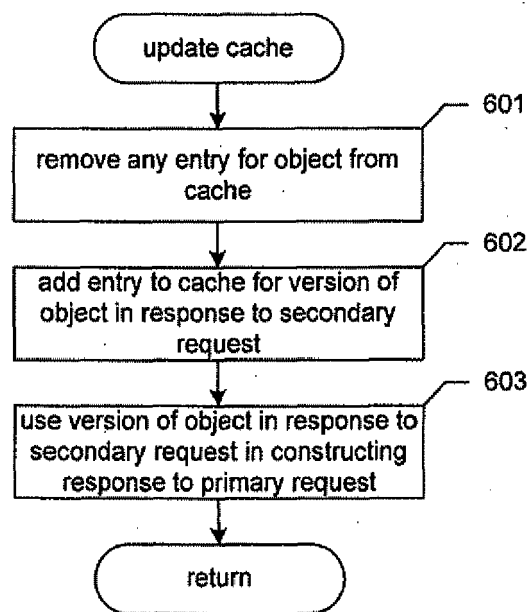 update cache
601
remove any entry for object from
cache
602
add entry to cache for version of
object in response to secondary
request
603
use version of object in response to
secondary request in constructing
response to primary request
return